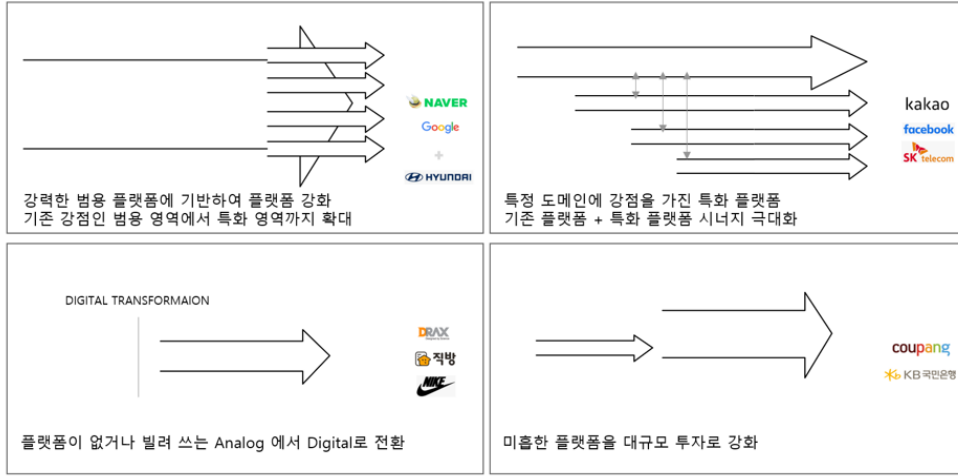 NAVER
Google
+
HYUNDAI
강력한 범용 플랫폼에 기반하여 플랫폼 강화
기존 강점인 범용 영역에서 특화 영역까지 확대
kakao
facebook
SK telecom
특정 도메인에 강점을 가진 특화 플랫폼
기존 플랫폼 + 특화 플랫폼 시너지 극대화
DIGITAL TRANSFORMAION
DRAX
직방
NIKE
플랫폼이 없거나 빌려 쓰는 Analog 에서 Digital로 전환
coupang
KB국민은행
미흡한 플랫폼을 대규모 투자로 강화